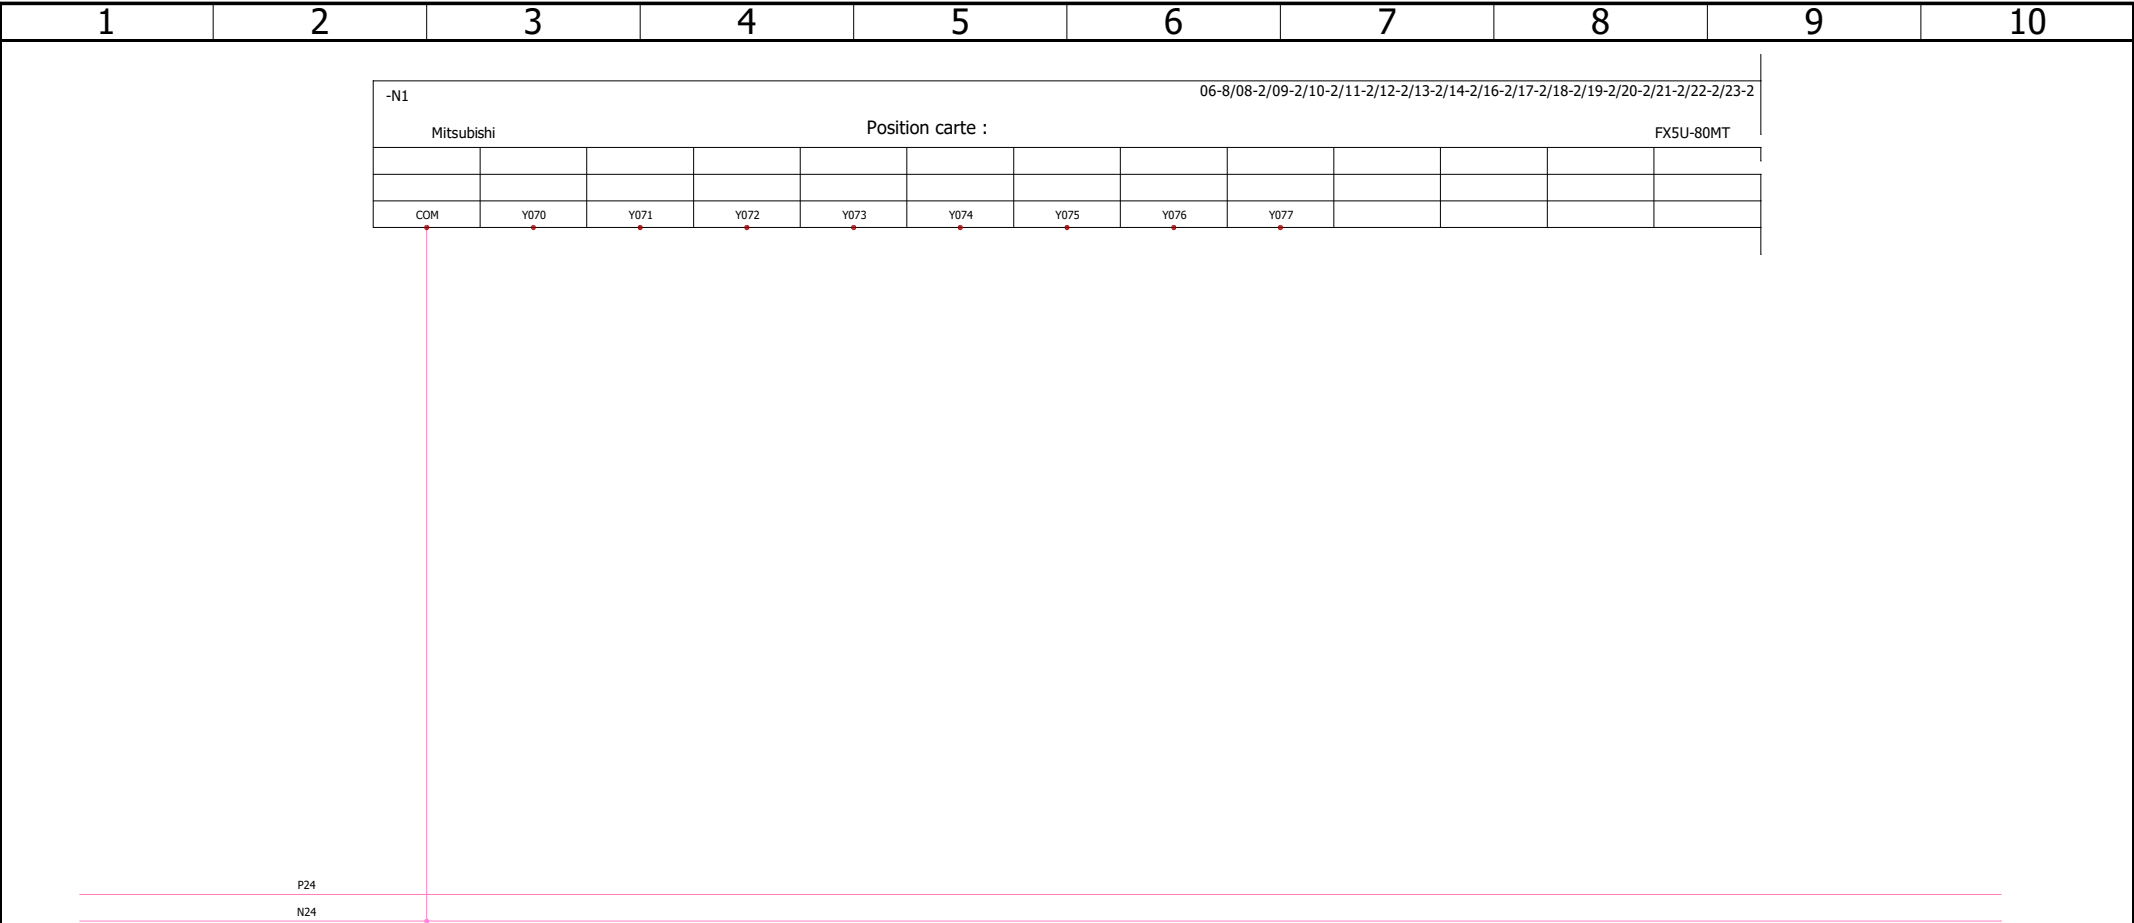 1 2 3 4 5 6 7 8 9 10
-N1 06-8/08-2/09-2/10-2/11-2/12-2/13-2/14-2/16-2/17-2/18-2/19-2/20-2/21-2/22-2/23-2
Mitsubishi Position carte : FX5U-80MT
COM Y070 Y071 Y072 Y073 Y074 Y075 Y076 Y077
P24
N24